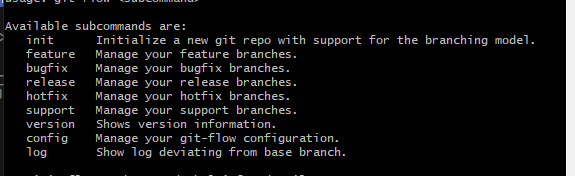 usage: git flow <subcommand>
Available subcommands are:
init Initialize a new git repo with support for the branching model.
feature Manage your feature branches.
bugfix Manage your bugfix branches.
release Manage your release branches.
hotfix Manage your hotfix branches.
support Manage your support branches.
version Shows version information.
config Manage your git-flow configuration.
log Show log deviating from base branch.